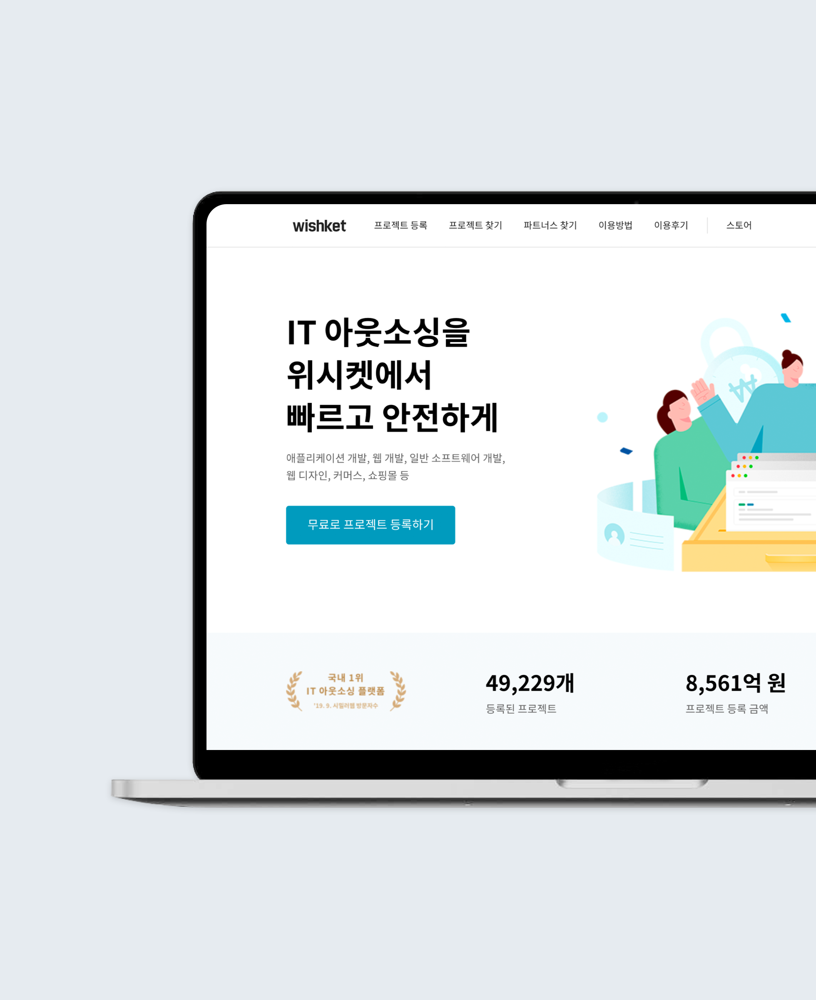 wishket 프로젝트 등록 프로젝트 찾기 파트너스 찾기 이용방법 이용후기 스토어
IT 아웃소싱을
위시켓에서
빠르고 안전하게
애플리케이션 개발, 웹 개발, 일반 소프트웨어 개발,
웹 디자인, 커머스, 쇼핑몰 등
무료로 프로젝트 등록하기
₩
국내 1위
IT 아웃소싱 플랫폼
'19. 9. 시밀러웹 방문자수
49,229개
등록된 프로젝트
8,561억 원
프로젝트 등록 금액